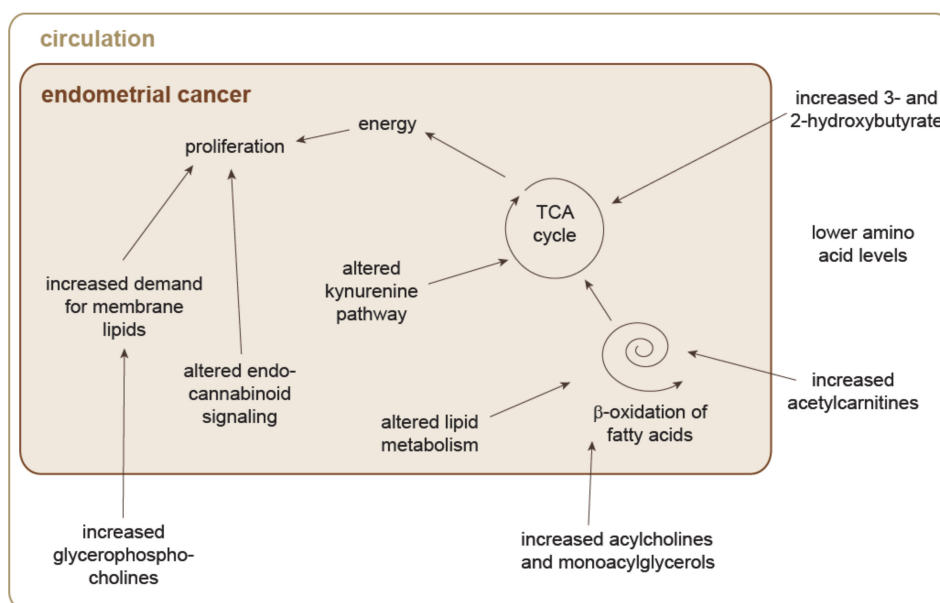 circulation
endometrial cancer
energy
proliferation
increased 3- and
2-hydroxybutyrate
TCA
cycle
lower amino
acid levels
altered
kynurenine
pathway
increased demand
for membrane
lipids
altered endo-
cannabinoid
signaling
increased
acetylcarnitines
altered lipid
metabolism
β-oxidation of
fatty acids
increased
glycerophospho-
cholines
increased acylcholines
and monoacylglycerols